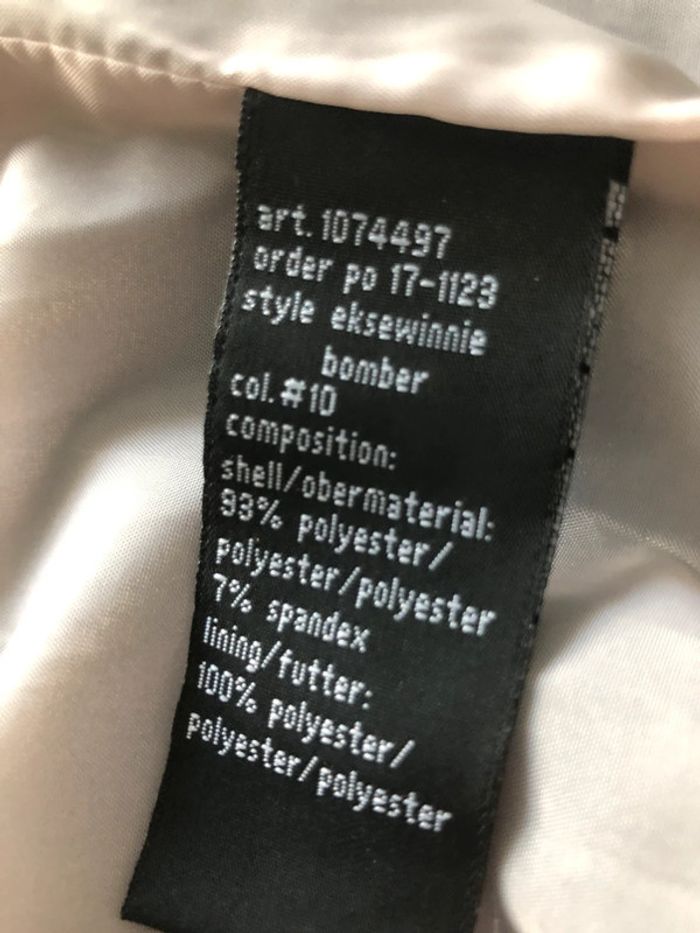 art. 1074497
order po 17-1123
style eksewinnie
bomber
col. #10
composition:
shell/obermaterial:
93% polyester/
polyester/polyester
7% spandex
lining/futter:
100% polyester/
polyester/polyester